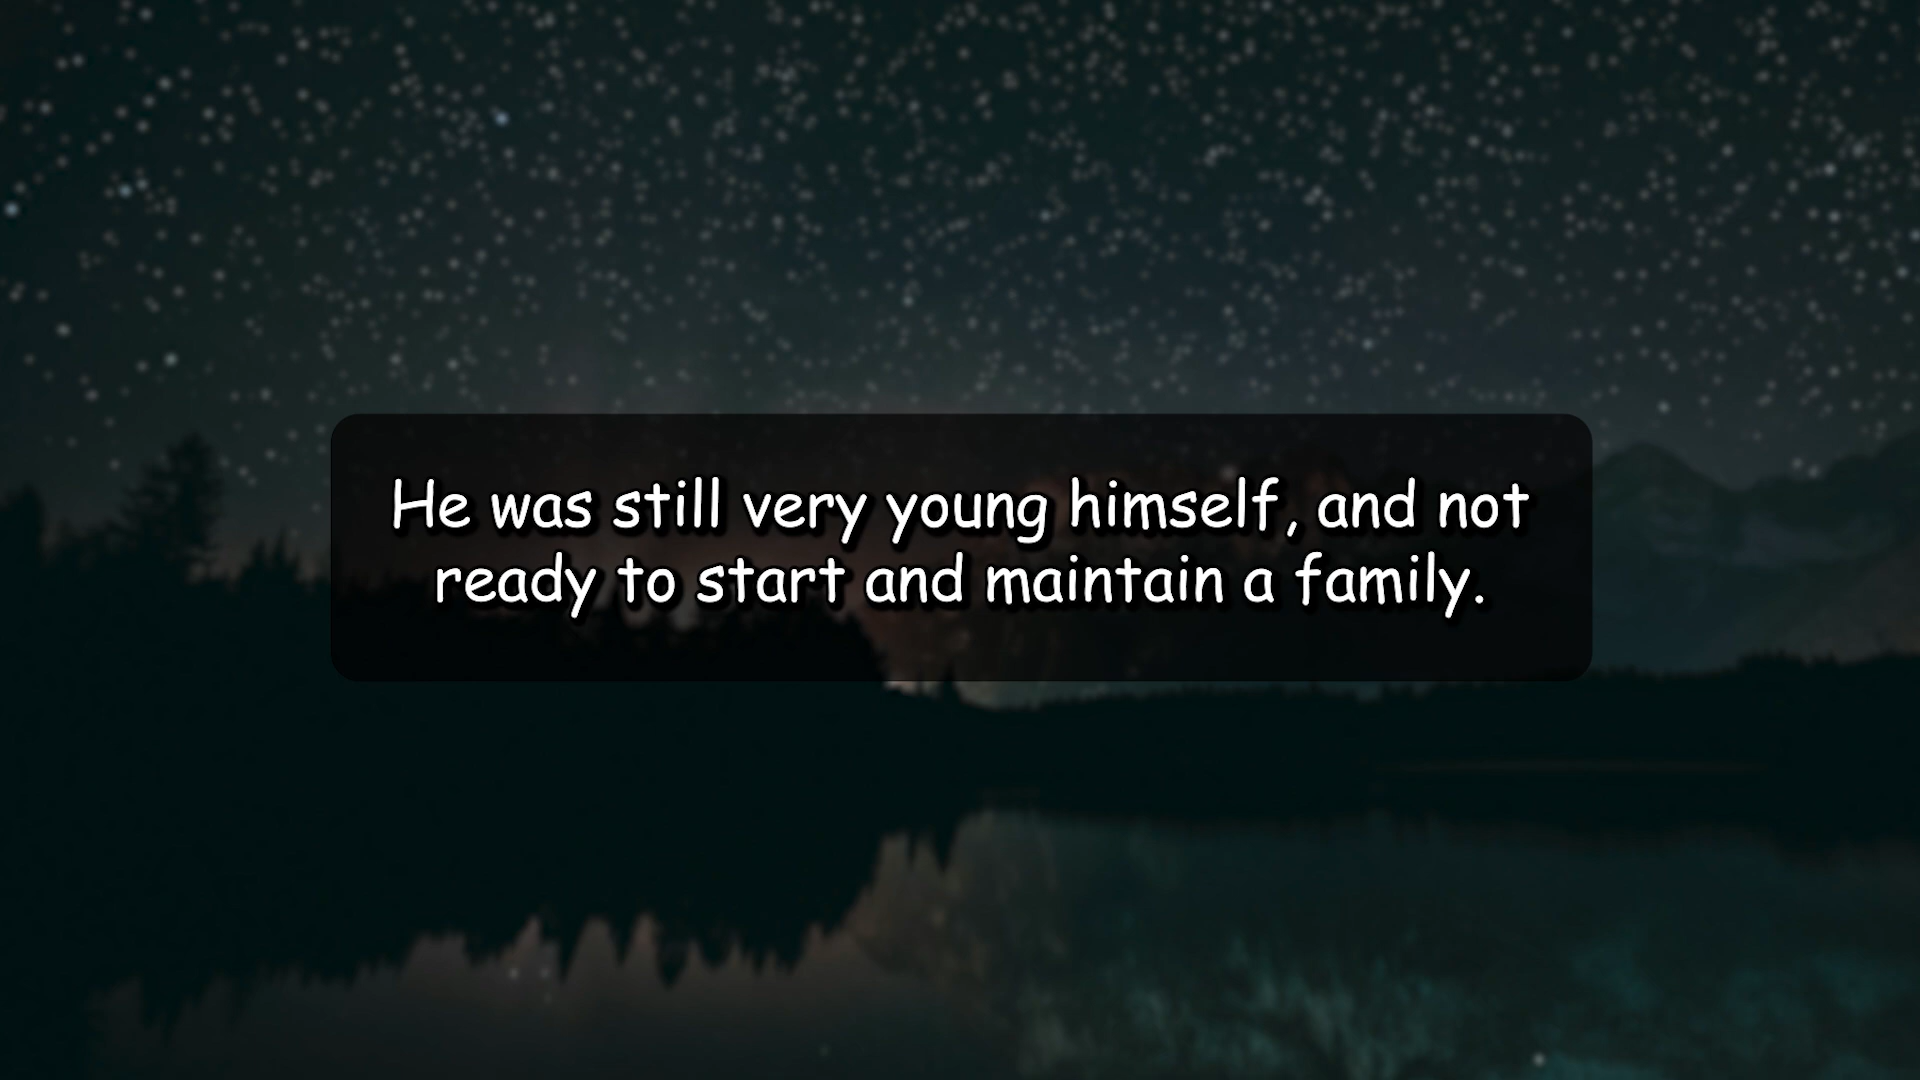 He was still very young himself, and not
ready to start and maintain a family.